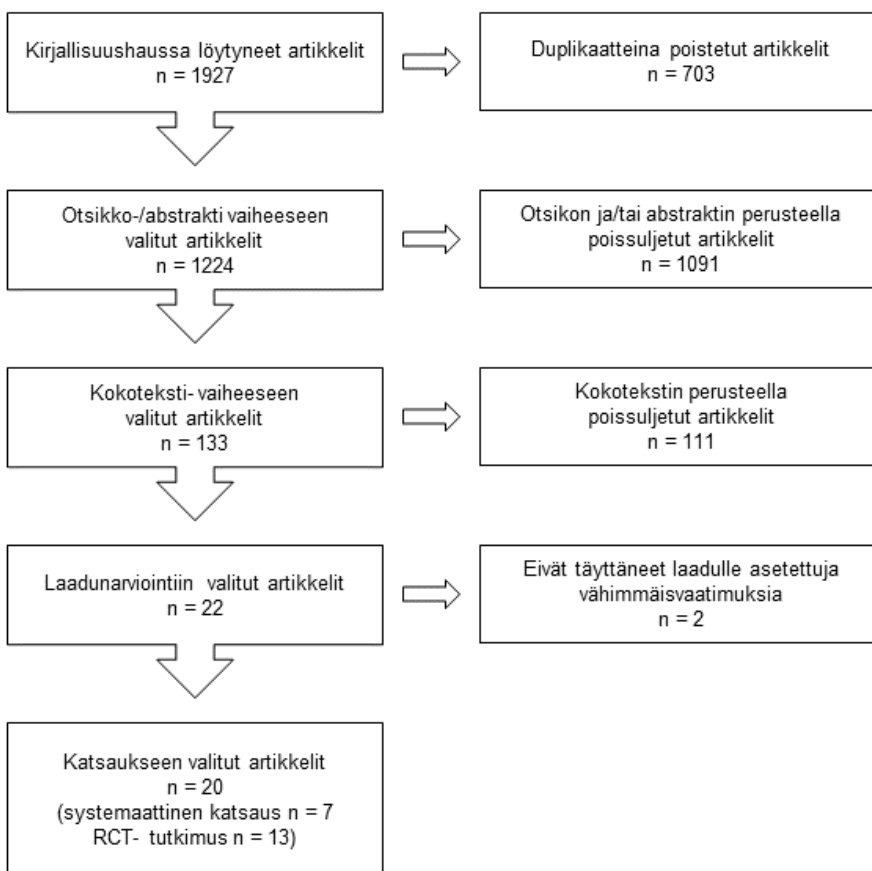 Kirjallisuushaussa löytyneet artikkelit
n = 1927
Duplikaatteina poistetut artikkelit
n = 703
Otsikko-/abstrakti vaiheeseen
valitut artikkelit
n = 1224
Otsikon ja/tai abstraktin perusteella
poissuljetut artikkelit
n = 1091
Kokoteksti- vaiheeseen
valitut artikkelit
n = 133
Kokotekstin perusteella
poissuljetut artikkelit
n = 111
Laadunarviointiin valitut artikkelit
n = 22
Eivät täyttäneet laadulle asetettuja
vähimmäisvaatimuksia
n = 2
Katsaukseen valitut artikkelit
n = 20
(systemaattinen katsaus n = 7
RCT- tutkimus n = 13)